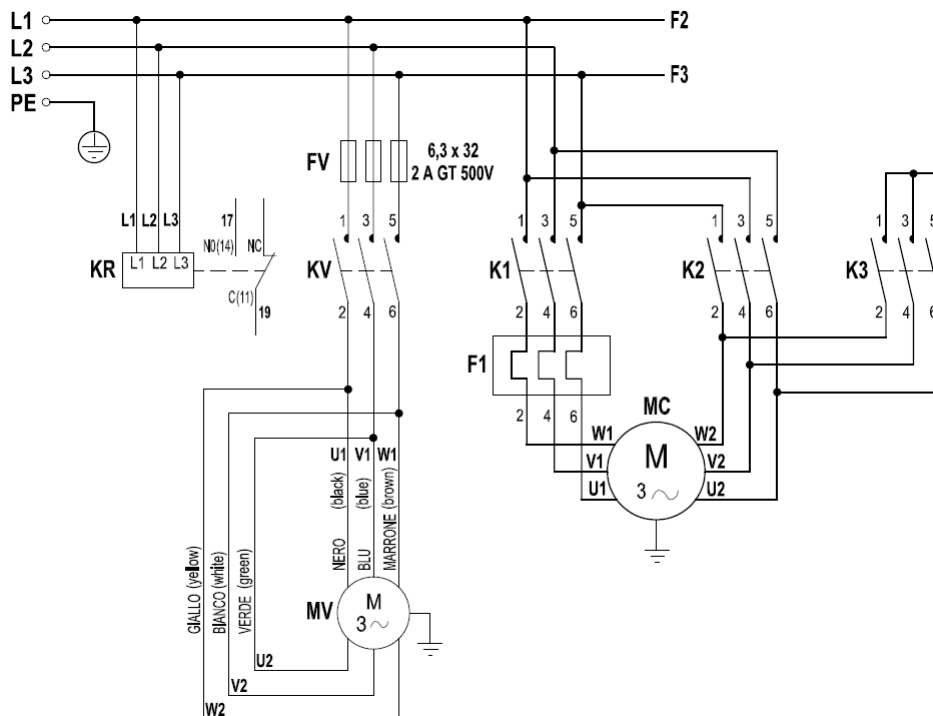 L1 F2
L2
L3 F3
PE
FV 6,3 x 32
2 A GT 500V
L1 L2 L3 17
N0(14) NC
1 3 5
1 3 5
1 3 5
1 3 5
KR L1 L2 L3
KV K1 K2 K3
C(11)
19
2 4 6
2 4 6
2 4 6
2 4 6
F1
2 4 6
MC
W1 W2
V1 M V2
U1 3 ~ U2
U1 V1 W1
(black) (blue) (brown)
NERO BLU MARRONE
GIALLO (yellow)
BIANCO (white)
VERDE (green)
MV M
3 ~
U2
V2
W2